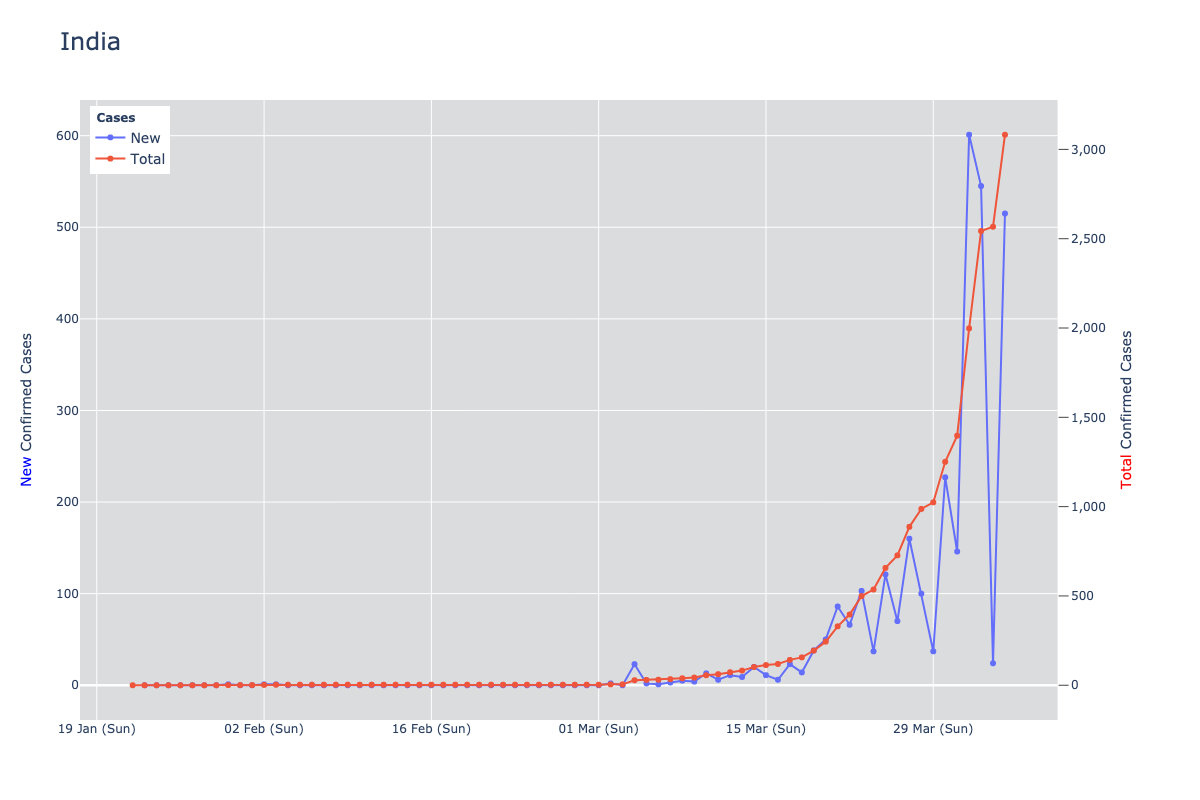 India
Cases
New
Total
600
500
400
300
200
100
0
3,000
2,500
2,000
1,500
1,000
500
0
New Confirmed Cases
Total Confirmed Cases
19 Jan (Sun) 02 Feb (Sun) 16 Feb (Sun) 01 Mar (Sun) 15 Mar (Sun) 29 Mar (Sun)